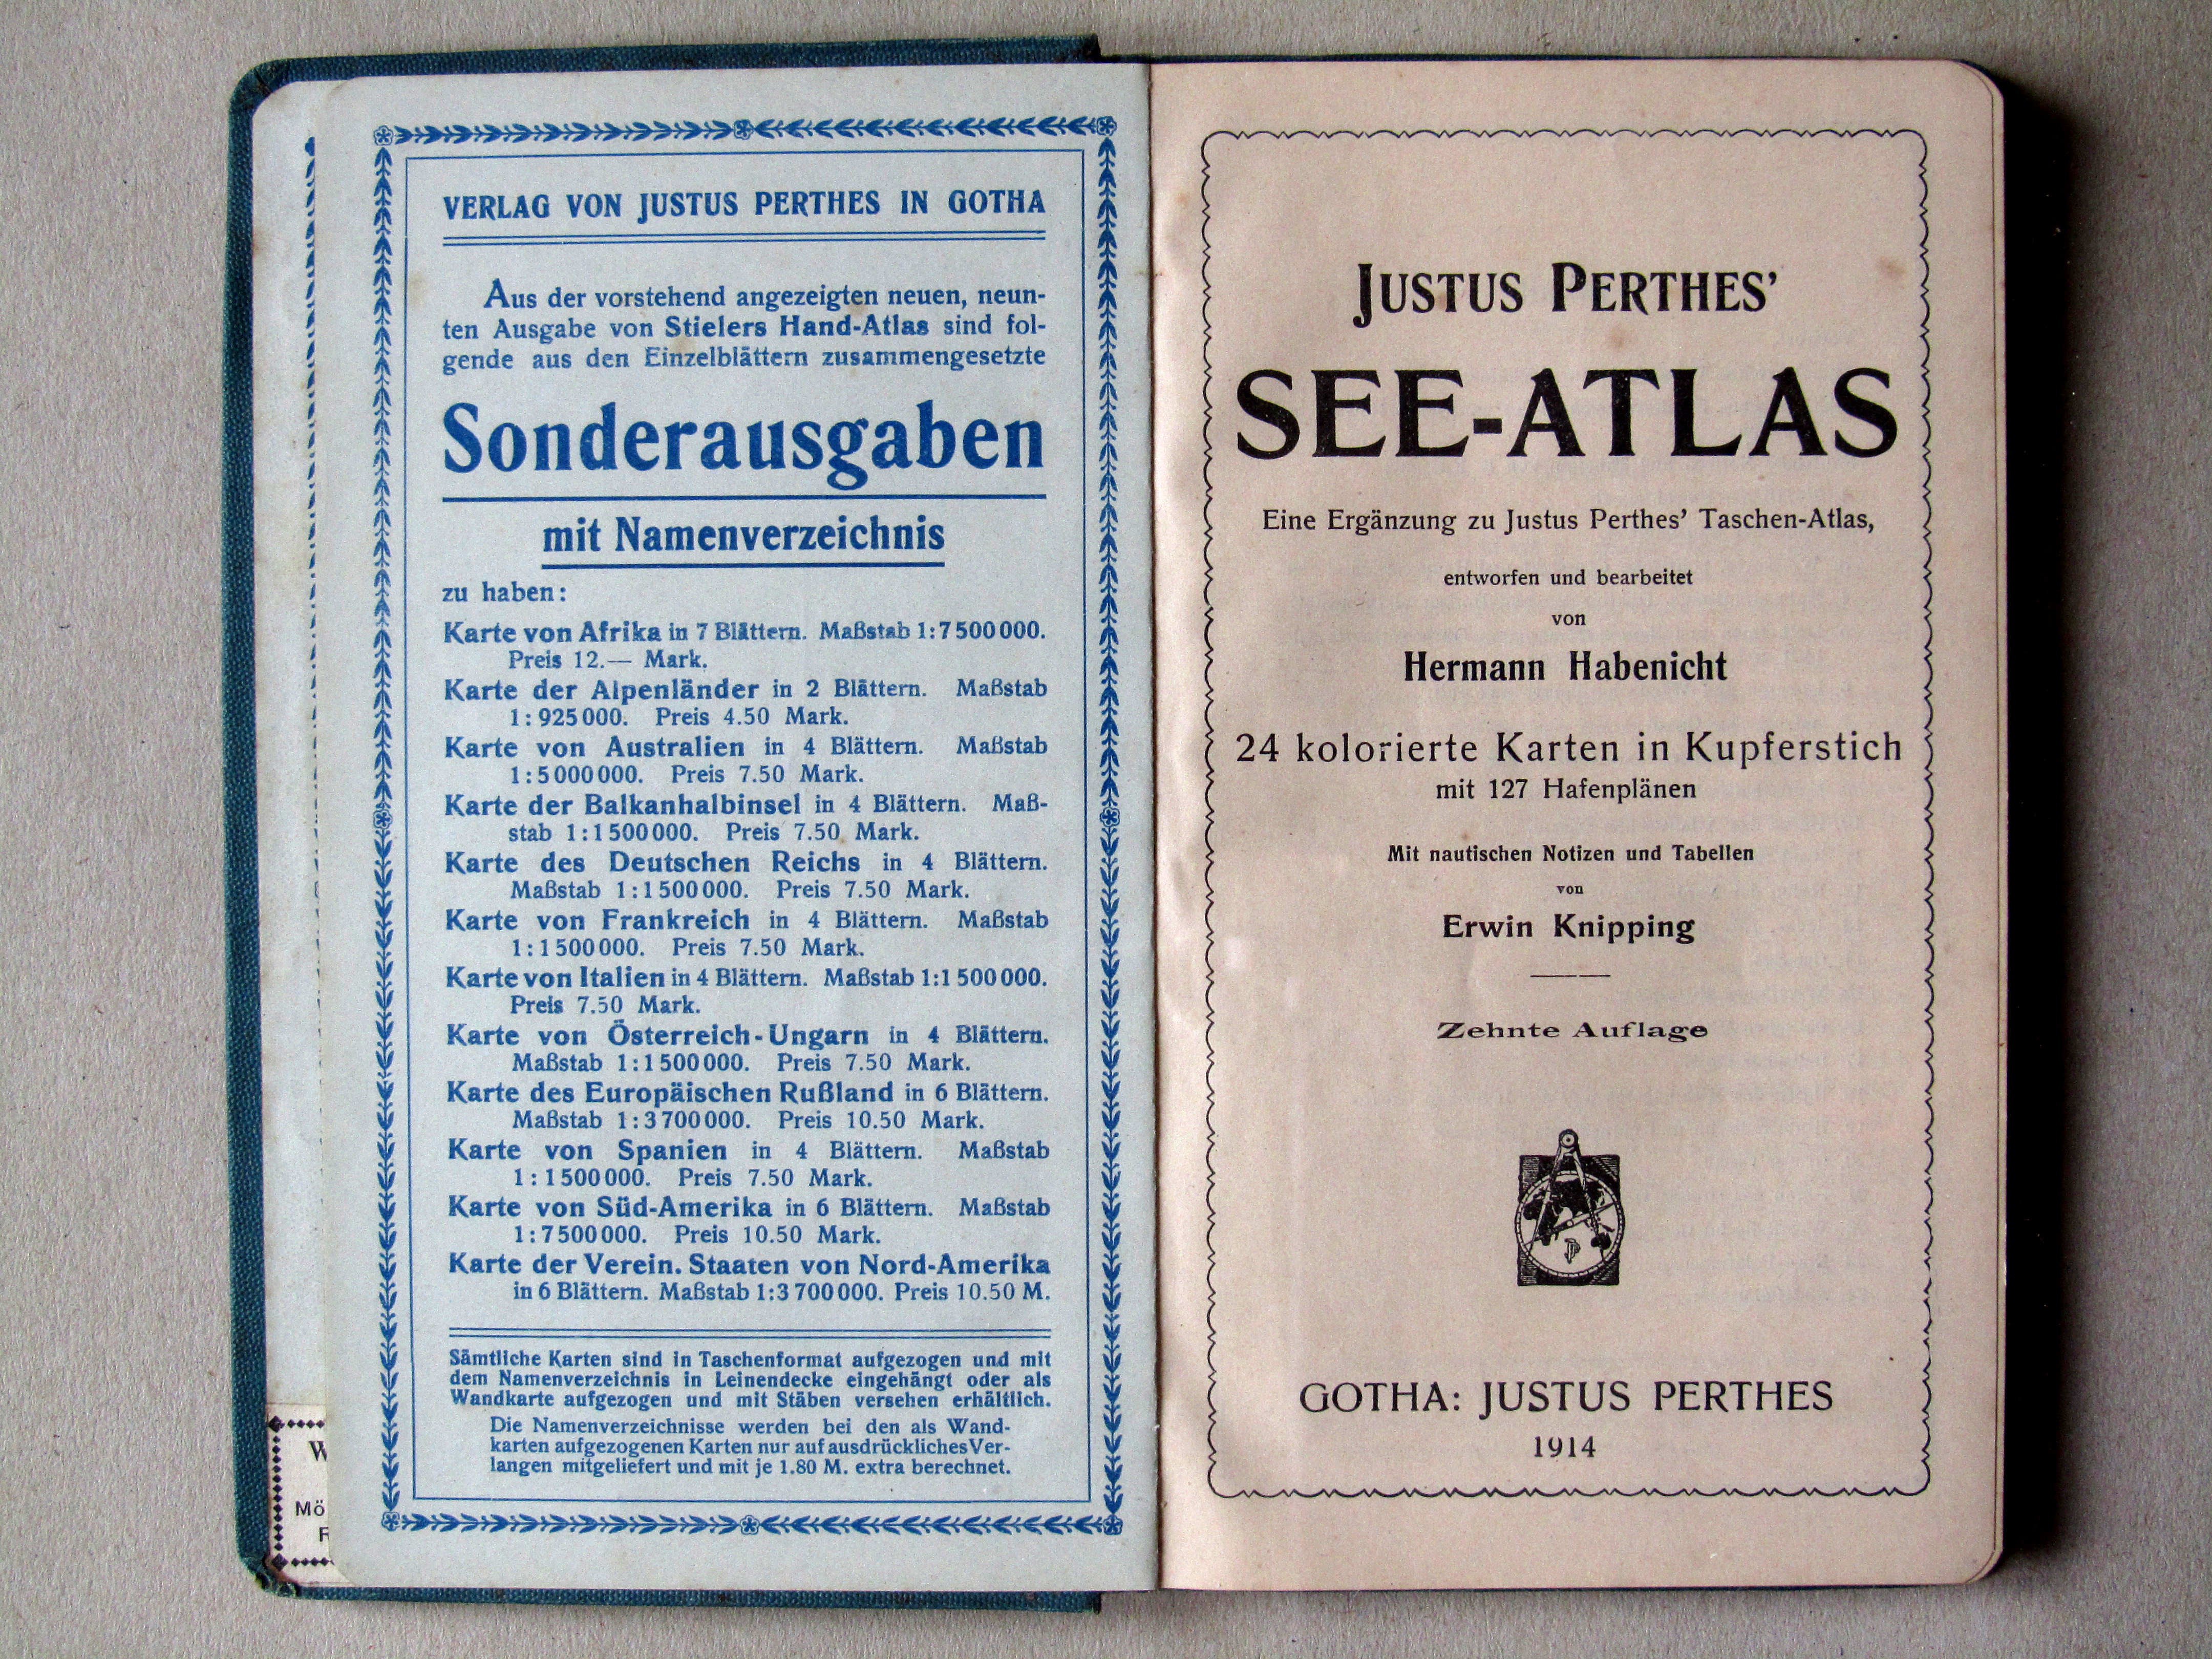 VERLAG VON JUSTUS PERTHES IN GOTHA
Aus der vorstehend angezeigten neuen, neun-
ten Ausgabe von Stielers Hand-Atlas sind fol-
gende aus den Einzelblättern zusammengesetzte
Sonderausgaben
mit Namenverzeichnis
zu haben:
Karte von Afrika in 7 Blättern. Maßstab 1:7500000.
Preis 12.— Mark.
Karte der Alpenländer in 2 Blättern. Maßstab
1:925000. Preis 4.50 Mark.
Karte von Australien in 4 Blättern. Maßstab
1:5000000. Preis 7.50 Mark.
Karte der Balkanhalbinsel in 4 Blättern. Maß-
stab 1:1500000. Preis 7.50 Mark.
Karte des Deutschen Reichs in 4 Blättern.
Maßstab 1:1500000. Preis 7.50 Mark.
Karte von Frankreich in 4 Blättern. Maßstab
1:1500000. Preis 7.50 Mark.
Karte von Italien in 4 Blättern. Maßstab 1:1500000.
Preis 7.50 Mark.
Karte von Österreich-Ungarn in 4 Blättern.
Maßstab 1:1500000. Preis 7.50 Mark.
Karte des Europäischen Rußland in 6 Blättern.
Maßstab 1:3700000. Preis 10.50 Mark.
Karte von Spanien in 4 Blättern. Maßstab
1:1500000. Preis 7.50 Mark.
Karte von Süd-Amerika in 6 Blättern. Maßstab
1:7500000. Preis 10.50 Mark.
Karte der Verein. Staaten von Nord-Amerika
in 6 Blättern. Maßstab 1:3700000. Preis 10.50 M.
Sämtliche Karten sind in Taschenformat aufgezogen und mit
dem Namenverzeichnis in Leinendecke eingehängt oder als
Wandkarte aufgezogen und mit Stäben versehen erhältlich.
Die Namenverzeichnisse werden bei den als Wand-
karten aufgezogenen Karten nur auf ausdrückliches Ver-
langen mitgeliefert und mit je 1.80 M. extra berechnet.
JUSTUS PERTHES'
SEE-ATLAS
Eine Ergänzung zu Justus Perthes' Taschen-Atlas,
entworfen und bearbeitet
von
Hermann Habenicht
24 kolorierte Karten in Kupferstich
mit 127 Hafenplänen
Mit nautischen Notizen und Tabellen
von
Erwin Knipping
Zehnte Auflage
GOTHA: JUSTUS PERTHES
1914